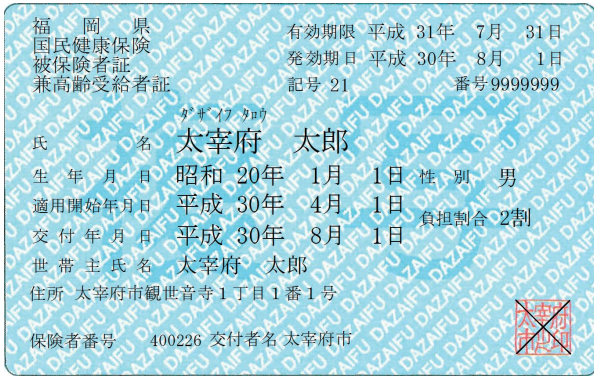 福岡県
国民健康保険
被保険者証
兼高齢受給者証
有効期限 平成 31年 7月 31日
発効期日 平成 30年 8月 1日
記号 21 番号 9999999
ﾀﾞｻﾞｲﾌ ﾀﾛｳ
氏名 太宰府 太郎
生年月日 昭和 20年 1月 1日 性別 男
適用開始年月日 平成 30年 4月 1日
負担割合 2割
交付年月日 平成 30年 8月 1日
世帯主氏名 太宰府 太郎
住所 太宰府市観世音寺1丁目1番1号
保険者番号 400226 交付者名 太宰府市